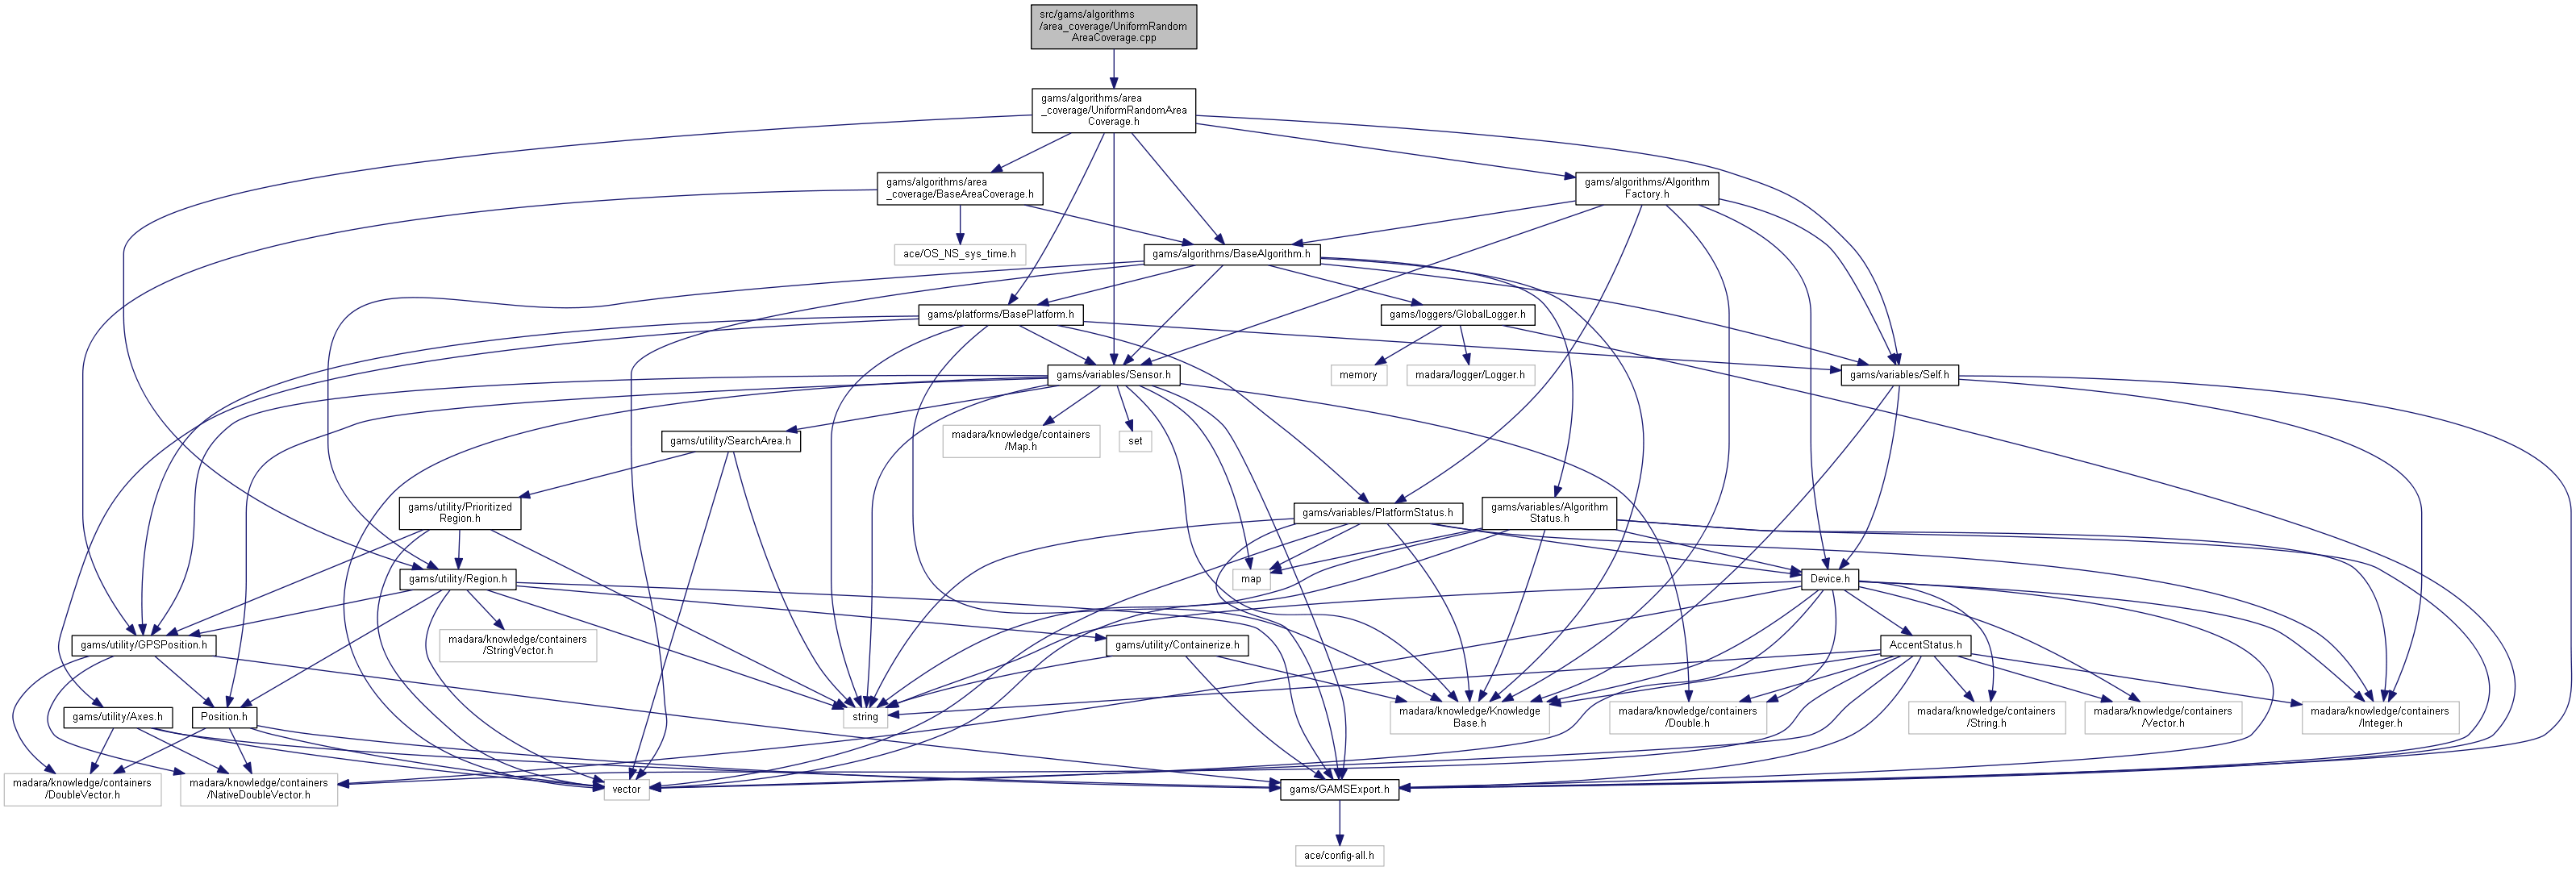 src/gams/algorithms
/area_coverage/UniformRandom
AreaCoverage.cpp
gams/algorithms/area
_coverage/UniformRandomArea
Coverage.h
gams/algorithms/area
_coverage/BaseAreaCoverage.h
gams/algorithms/Algorithm
Factory.h
ace/OS_NS_sys_time.h
gams/algorithms/BaseAlgorithm.h
gams/platforms/BasePlatform.h
gams/loggers/GlobalLogger.h
gams/variables/Sensor.h
memory
madara/logger/Logger.h
gams/variables/Self.h
gams/utility/SearchArea.h
madara/knowledge/containers
/Map.h
set
gams/utility/Prioritized
Region.h
gams/variables/PlatformStatus.h
gams/variables/Algorithm
Status.h
gams/utility/Region.h
map
Device.h
gams/utility/GPSPosition.h
madara/knowledge/containers
/StringVector.h
gams/utility/Containerize.h
AccentStatus.h
gams/utility/Axes.h
Position.h
string
madara/knowledge/Knowledge
Base.h
madara/knowledge/containers
/Double.h
madara/knowledge/containers
/String.h
madara/knowledge/containers
/Vector.h
madara/knowledge/containers
/Integer.h
madara/knowledge/containers
/DoubleVector.h
madara/knowledge/containers
/NativeDoubleVector.h
vector
gams/GAMSExport.h
ace/config-all.h